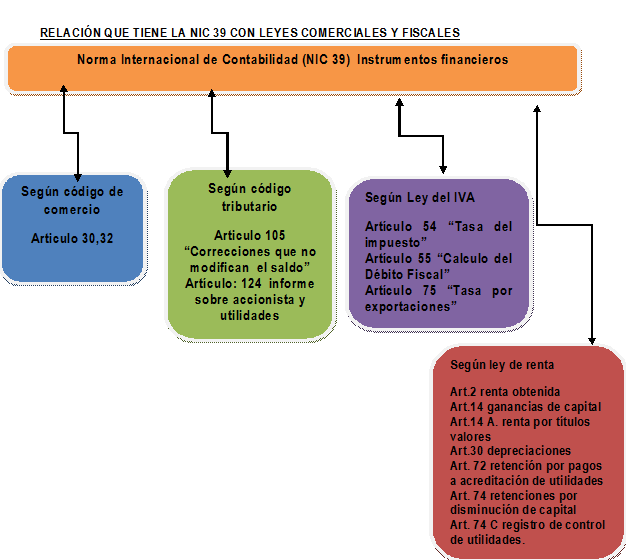 RELACIÓN QUE TIENE LA NIC 39 CON LEYES COMERCIALES Y FISCALES
Norma Internacional de Contabilidad (NIC 39) Instrumentos financieros
Según código de
comercio
Articulo 30,32
Según código
tributario
Articulo 105
“Correcciones que no
modifican el saldo”
Artículo: 124 informe
sobre accionista y
utilidades
Según Ley del IVA
Articulo 54 “Tasa del
impuesto”
Articulo 55 “Calculo del
Débito Fiscal”
Artículo 75 “Tasa por
exportaciones”
Según ley de renta
Art.2 renta obtenida
Art.14 ganancias de capital
Art.14 A. renta por títulos
valores
Art.30 depreciaciones
Art. 72 retención por pagos
a acreditación de utilidades
Art. 74 retenciones por
disminución de capital
Art. 74 C registro de control
de utilidades.